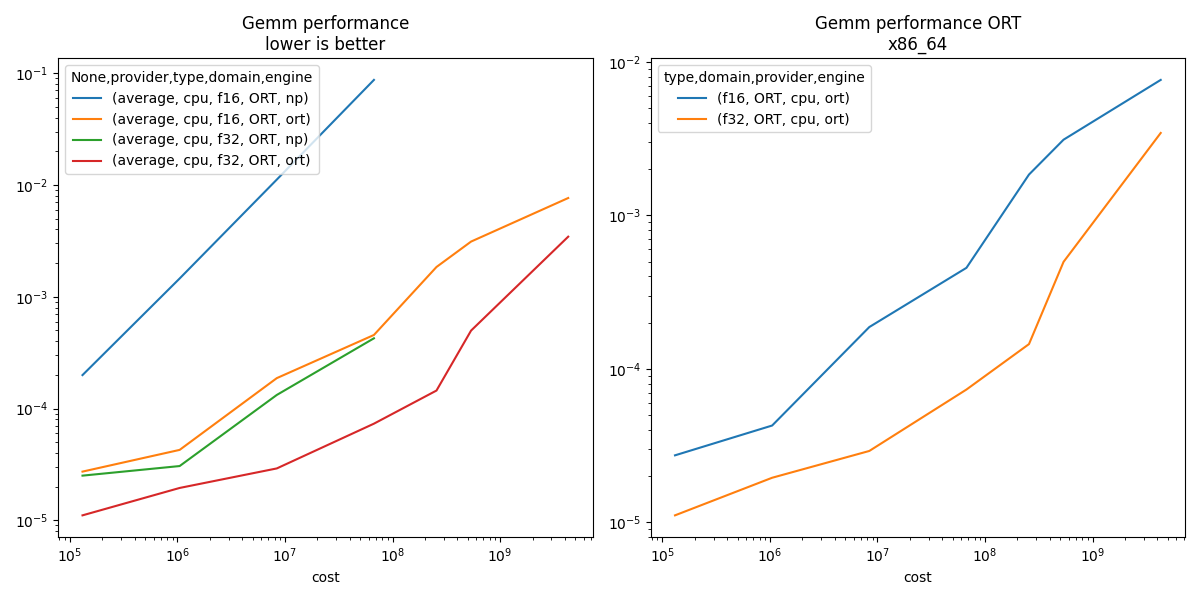 Gemm performance
lower is better
None,provider,type,domain,engine
(average, cpu, f16, ORT, np)
(average, cpu, f16, ORT, ort)
(average, cpu, f32, ORT, np)
(average, cpu, f32, ORT, ort)
10⁻¹
10⁻²
10⁻³
10⁻⁴
10⁻⁵
10⁵ 10⁶ 10⁷ 10⁸ 10⁹
cost
Gemm performance ORT
x86_64
type,domain,provider,engine
(f16, ORT, cpu, ort)
(f32, ORT, cpu, ort)
10⁻²
10⁻³
10⁻⁴
10⁻⁵
10⁵ 10⁶ 10⁷ 10⁸ 10⁹
cost